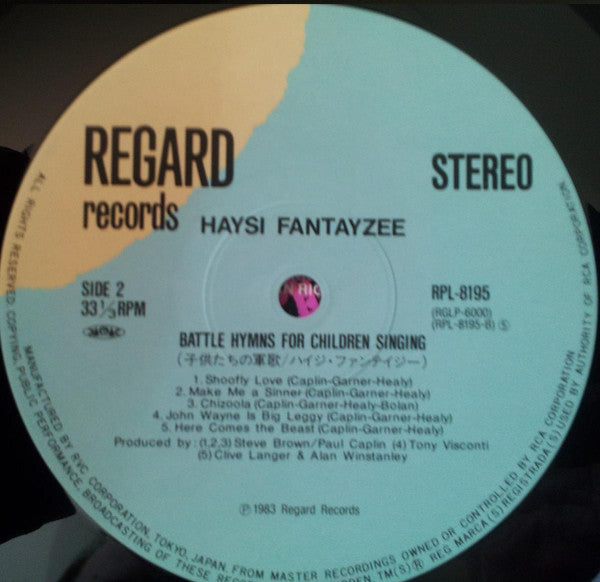 REGARD
records
STEREO
HAYSI FANTAYZEE
SIDE 2
33 1/3 RPM
RPL-8195
(RGLP-6000)
(RPL-8195-B) Ⓢ
BATTLE HYMNS FOR CHILDREN SINGING
(子供たちの軍歌/ハイジ・ファンテイジー)
1. Shoofly Love (Caplin-Garner-Healy)
2. Make Me a Sinner (Caplin-Garner-Healy)
3. Chizoola (Caplin-Garner-Healy-Bolan)
4. John Wayne Is Big Leggy (Caplin-Garner-Healy)
5. Here Comes the Beast (Caplin-Garner-Healy)
Produced by: (1,2,3) Steve Brown/Paul Caplin (4) Tony Visconti
(5) Clive Langer & Alan Winstanley
Ⓟ 1983 Regard Records
MANUFACTURED BY RVC CORPORATION, TOKYO, JAPAN, FROM MASTER RECORDINGS OWNED OR CONTROLLED BY RCA CORPORATION
ALL RIGHTS RESERVED. COPYING, PUBLIC PERFORMANCE, BROADCASTING OF THESE REC
TM(S)® REG MARCA(S) REGISTRADA(S) USED BY AUTHORITY OF RCA CORPORATION